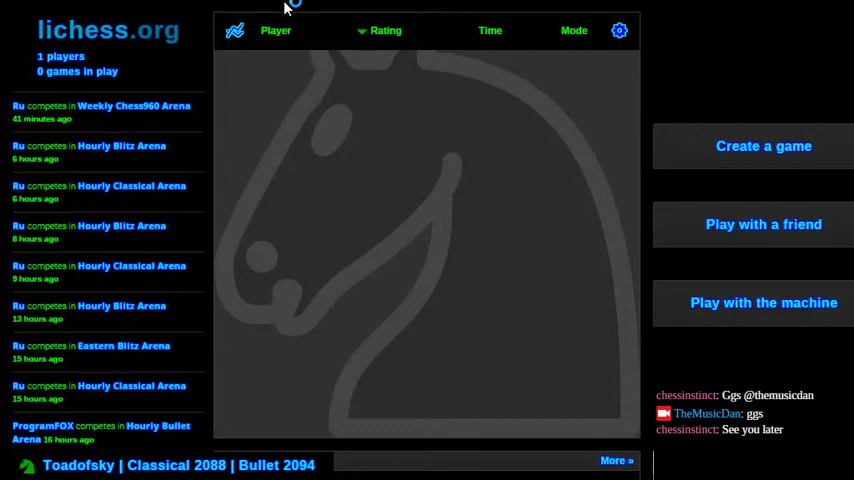 lichess.org
1 players
0 games in play
Ru competes in Weekly Chess960 Arena
41 minutes ago
Ru competes in Hourly Blitz Arena
6 hours ago
Ru competes in Hourly Classical Arena
6 hours ago
Ru competes in Hourly Blitz Arena
8 hours ago
Ru competes in Hourly Classical Arena
9 hours ago
Ru competes in Hourly Blitz Arena
13 hours ago
Ru competes in Eastern Blitz Arena
15 hours ago
Ru competes in Hourly Classical Arena
15 hours ago
ProgramFOX competes in Hourly Bullet
Arena 16 hours ago
Toadofsky | Classical 2088 | Bullet 2094
Player Rating Time Mode
More »
Create a game
Play with a friend
Play with the machine
chessinstinct: Ggs @themusicdan
TheMusicDan: ggs
chessinstinct: See you later